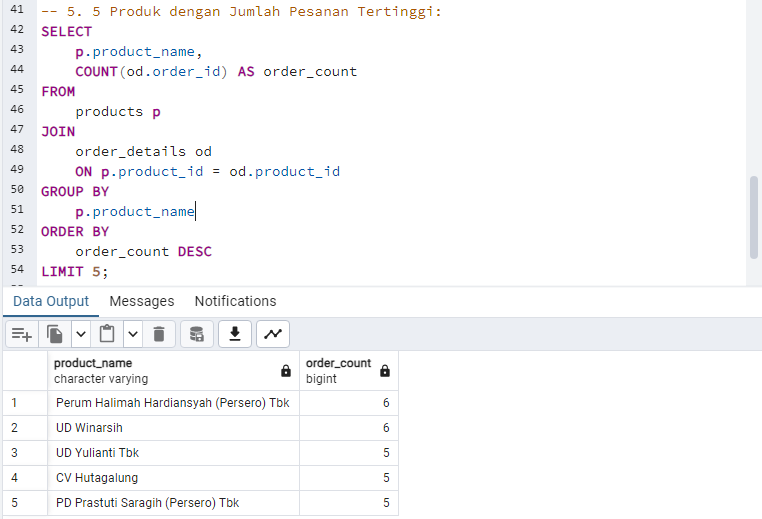 41 -- 5. 5 Produk dengan Jumlah Pesanan Tertinggi:
42 SELECT
43     p.product_name,
44     COUNT(od.order_id) AS order_count
45 FROM
46     products p
47 JOIN
48     order_details od
49     ON p.product_id = od.product_id
50 GROUP BY
51     p.product_name
52 ORDER BY
53     order_count DESC
54 LIMIT 5;
Data Output Messages Notifications
product_name order_count
character varying bigint
1 Perum Halimah Hardiansyah (Persero) Tbk 6
2 UD Winarsih 6
3 UD Yulianti Tbk 5
4 CV Hutagalung 5
5 PD Prastuti Saragih (Persero) Tbk 5